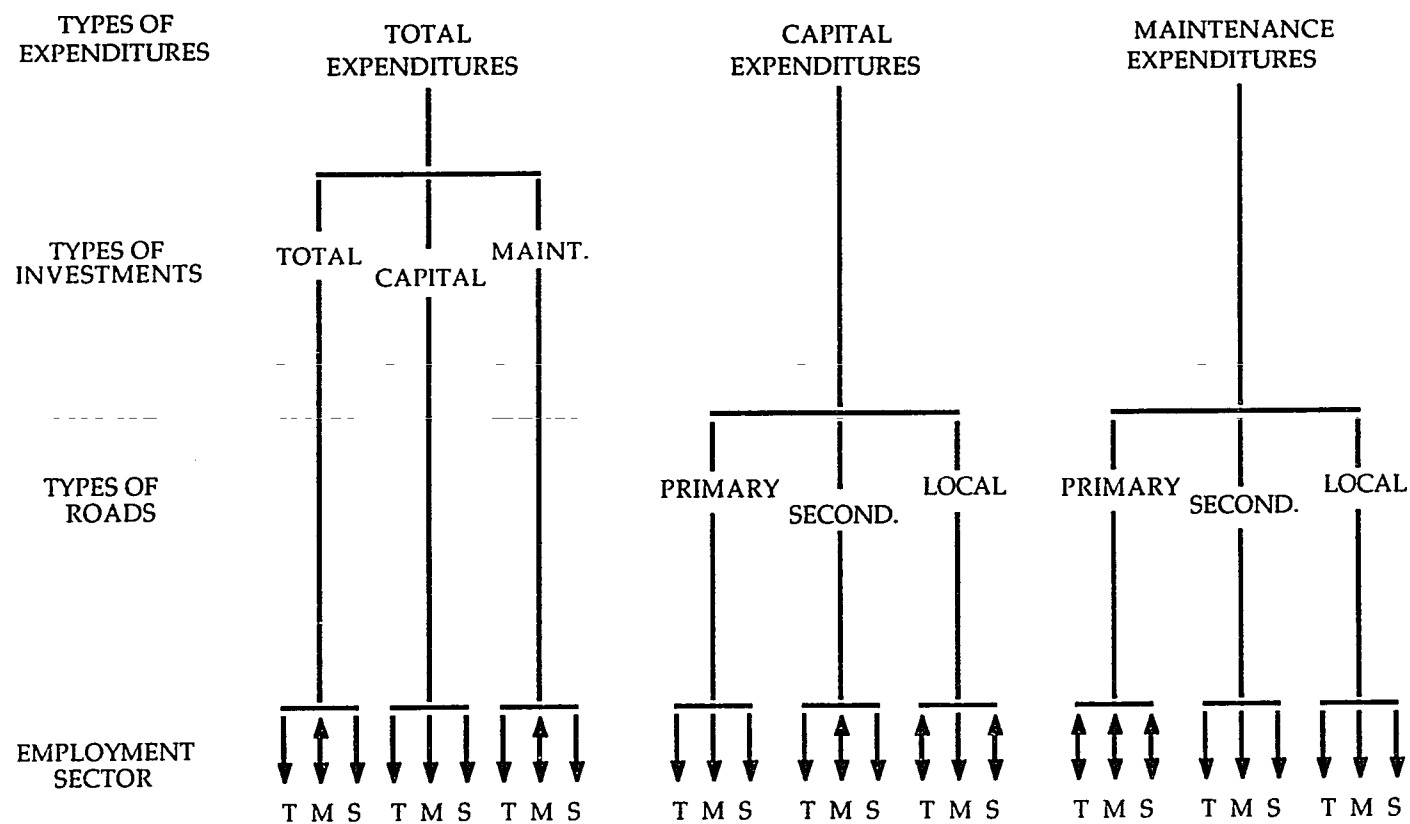 TYPES OF
EXPENDITURES
TOTAL
EXPENDITURES
CAPITAL
EXPENDITURES
MAINTENANCE
EXPENDITURES
TYPES OF
INVESTMENTS
TOTAL
CAPITAL
MAINT.
TYPES OF
ROADS
PRIMARY
SECOND.
LOCAL
PRIMARY
SECOND.
LOCAL
EMPLOYMENT
SECTOR
T M S T M S T M S T M S T M S T M S T M S T M S T M S